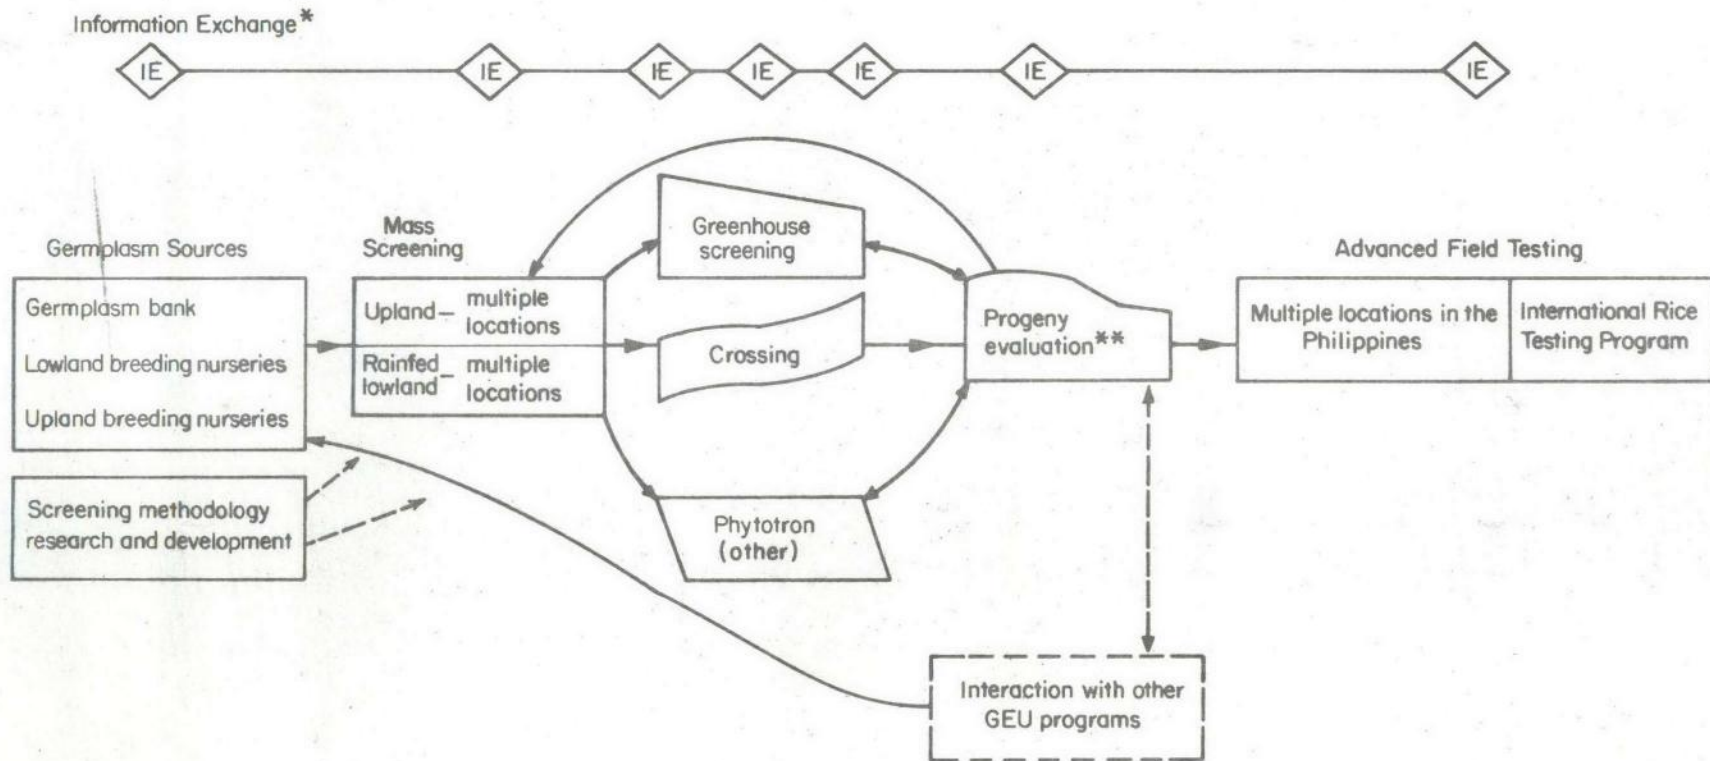 Information Exchange*
IE IE IE IE IE IE IE
Germplasm Sources
Germplasm bank
Lowland breeding nurseries
Upland breeding nurseries
Screening methodology
research and development
Mass
Screening
Upland— multiple
locations
Rainfed
lowland— multiple
locations
Greenhouse
screening
Crossing
Phytotron
(other)
Progeny
evaluation**
Interaction with other
GEU programs
Advanced Field Testing
Multiple locations in the
Philippines
International Rice
Testing Program